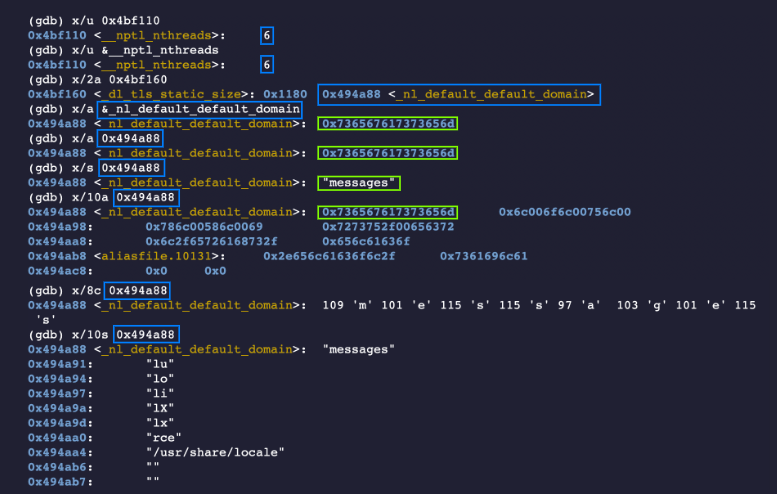 (gdb) x/u 0x4bf110
0x4bf110 <__nptl_nthreads>: 6
(gdb) x/u &__nptl_nthreads
0x4bf110 <__nptl_nthreads>: 6
(gdb) x/2a 0x4bf160
0x4bf160 <_dl_tls_static_size>: 0x1180 0x494a88 <_nl_default_default_domain>
(gdb) x/a &_nl_default_default_domain
0x494a88 <_nl_default_default_domain>: 0x736567617373656d
(gdb) x/a 0x494a88
0x494a88 <_nl_default_default_domain>: 0x736567617373656d
(gdb) x/s 0x494a88
0x494a88 <_nl_default_default_domain>: "messages"
(gdb) x/10a 0x494a88
0x494a88 <_nl_default_default_domain>: 0x736567617373656d 0x6c006f6c00756c00
0x494a98: 0x786c00586c0069 0x7273752f00656372
0x494aa8: 0x6c2f65726168732f 0x656c61636f
0x494ab8 <aliasfile.10131>: 0x2e656c61636f6c2f 0x7361696c61
0x494ac8: 0x0 0x0
(gdb) x/8c 0x494a88
0x494a88 <_nl_default_default_domain>: 109 'm' 101 'e' 115 's' 115 's' 97 'a' 103 'g' 101 'e' 115
's'
(gdb) x/10s 0x494a88
0x494a88 <_nl_default_default_domain>: "messages"
0x494a91: "lu"
0x494a94: "lo"
0x494a97: "li"
0x494a9a: "lX"
0x494a9d: "lx"
0x494aa0: "rce"
0x494aa4: "/usr/share/locale"
0x494ab6: ""
0x494ab7: ""